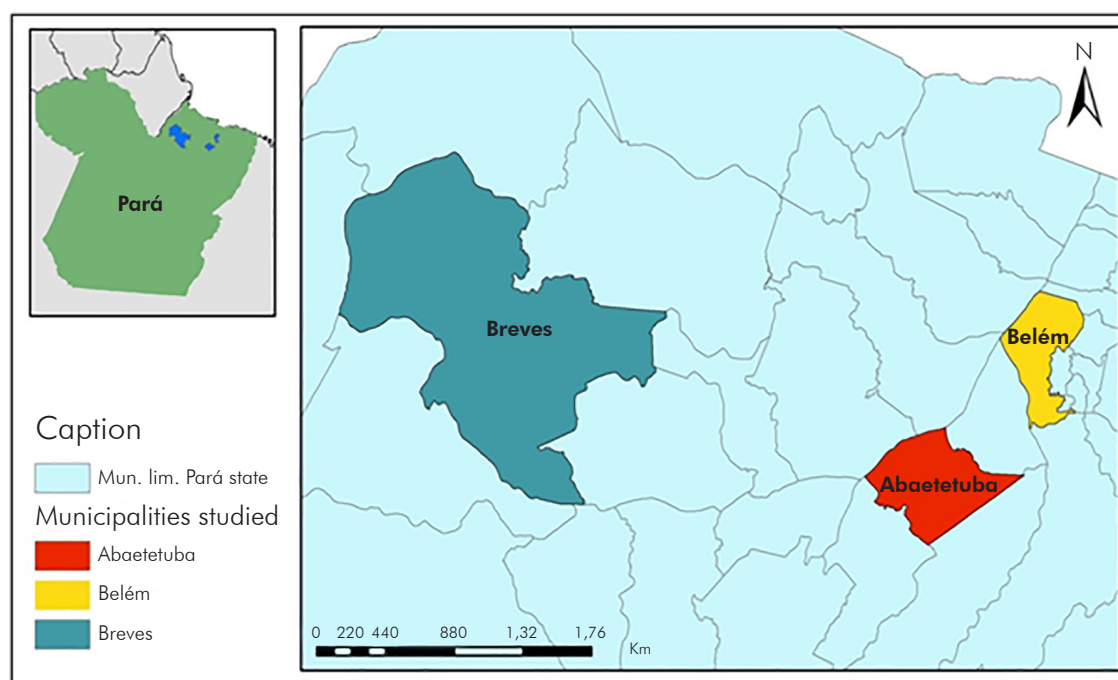 Pará
N
Breves
Belém
Abaetetuba
Caption
Mun. lim. Pará state
Municipalities studied
Abaetetuba
Belém
Breves
0 220 440 880 1,32 1,76
Km